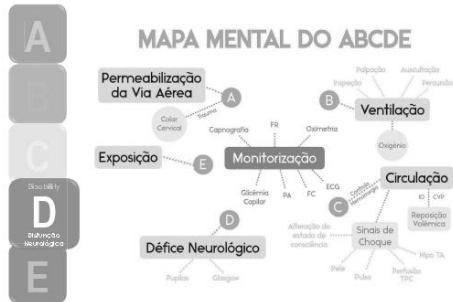 A
B
C
Disability
D
Disfunção
Neurológica
E
MAPA MENTAL DO ABCDE
Permeabilização
da Via Aérea
A
Trauma
Colar
Cervical
Palpação
Auscultação
Inspeção
Percussão
B
Ventilação
Oxigénio
Capnografia
FR
Oximetria
Monitorização
Glicémia
Capilar
PA
FC
ECG
Exposição
E
Circulação
C
Controlo
Hemorragia
IO
CVP
Reposição
Volémica
Sinais de
Choque
Alteração do
estado de
consciência
Pele
Pulso
Perfusão
TPC
Hipo TA
D
Défice Neurológico
Pupilas
Glasgow